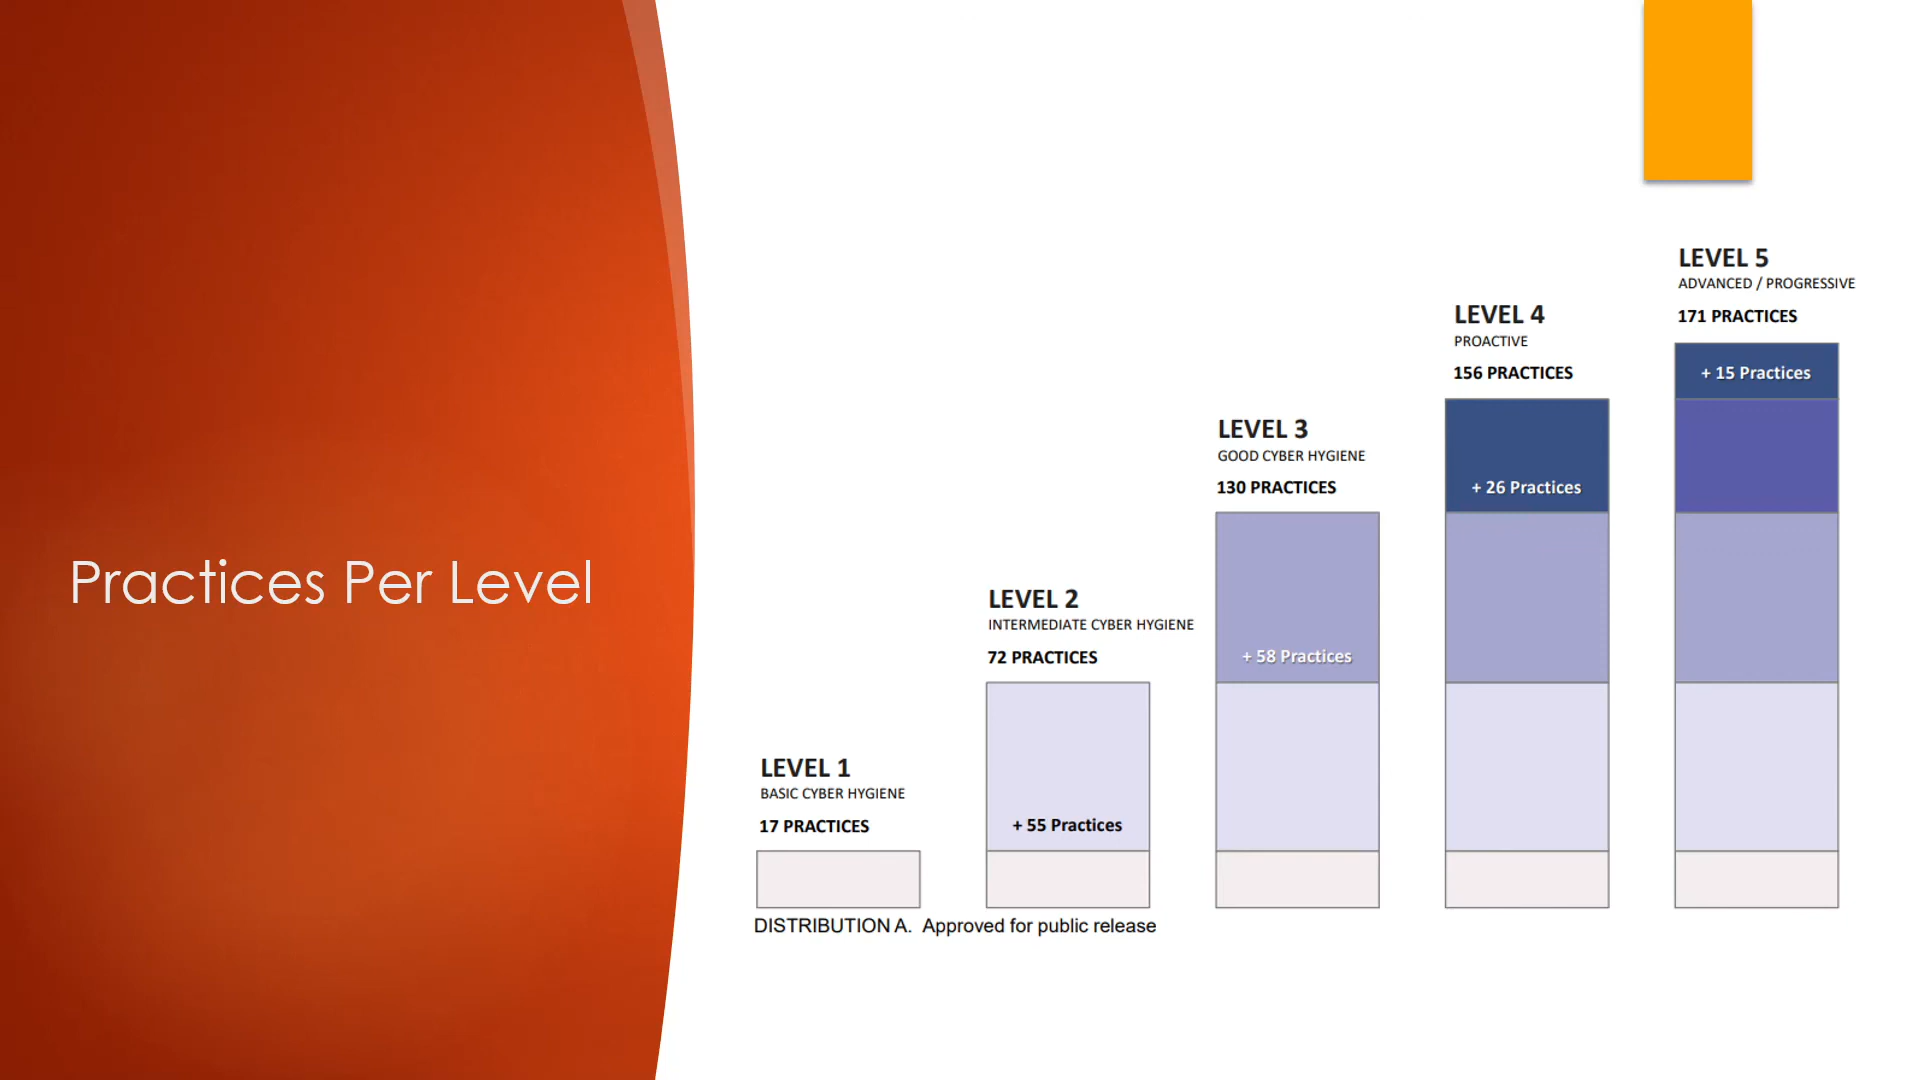 Practices Per Level
LEVEL 1
BASIC CYBER HYGIENE
17 PRACTICES
LEVEL 2
INTERMEDIATE CYBER HYGIENE
72 PRACTICES
+ 55 Practices
LEVEL 3
GOOD CYBER HYGIENE
130 PRACTICES
+ 58 Practices
LEVEL 4
PROACTIVE
156 PRACTICES
+ 26 Practices
LEVEL 5
ADVANCED / PROGRESSIVE
171 PRACTICES
+ 15 Practices
DISTRIBUTION A. Approved for public release